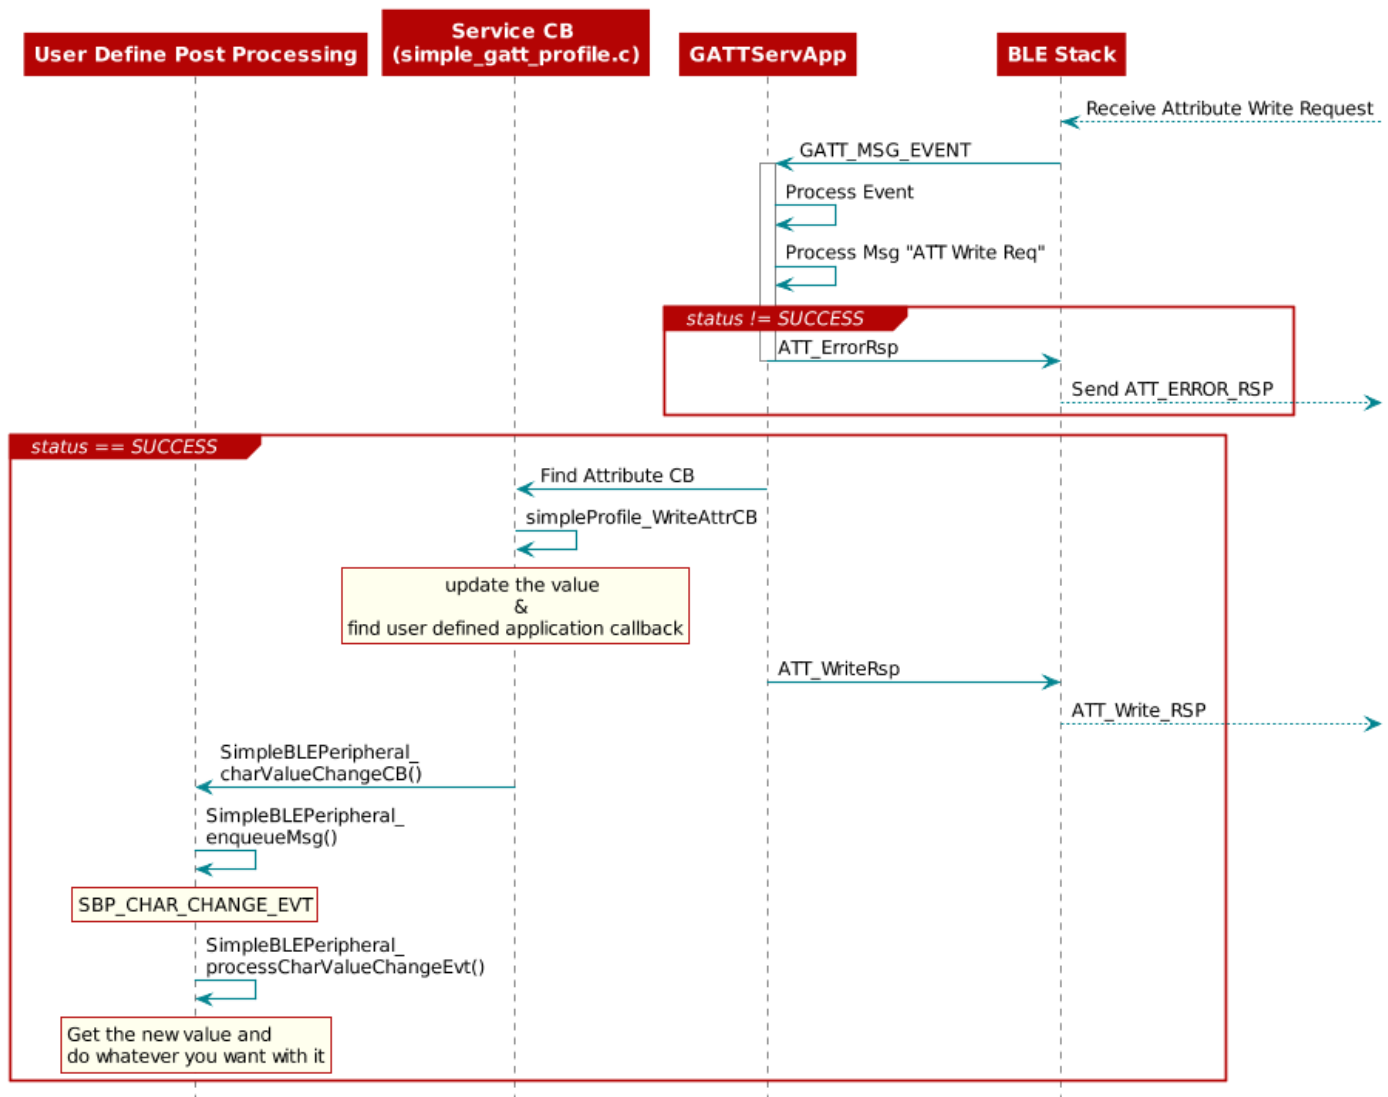 User Define Post Processing
Service CB
(simple_gatt_profile.c)
GATTServApp
BLE Stack
Receive Attribute Write Request
GATT_MSG_EVENT
Process Event
Process Msg "ATT Write Req"
status != SUCCESS
ATT_ErrorRsp
Send ATT_ERROR_RSP
status == SUCCESS
Find Attribute CB
simpleProfile_WriteAttrCB
update the value
&
find user defined application callback
ATT_WriteRsp
ATT_Write_RSP
SimpleBLEPeripheral_
charValueChangeCB()
SimpleBLEPeripheral_
enqueueMsg()
SBP_CHAR_CHANGE_EVT
SimpleBLEPeripheral_
processCharValueChangeEvt()
Get the new value and
do whatever you want with it